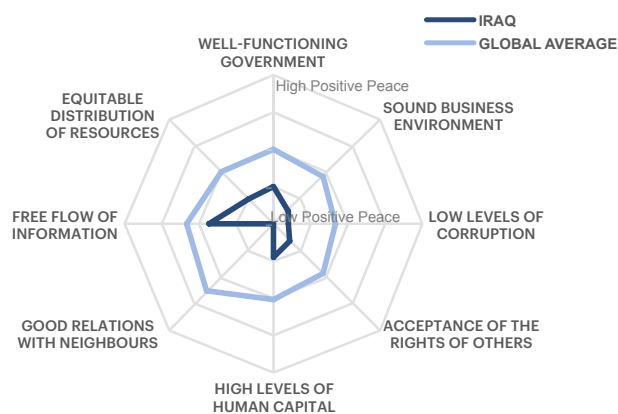 IRAQ
GLOBAL AVERAGE
WELL-FUNCTIONING
GOVERNMENT
High Positive Peace
EQUITABLE
DISTRIBUTION
OF RESOURCES
SOUND BUSINESS
ENVIRONMENT
FREE FLOW OF
INFORMATION
Low Positive Peace
LOW LEVELS OF
CORRUPTION
GOOD RELATIONS
WITH NEIGHBOURS
ACCEPTANCE OF THE
RIGHTS OF OTHERS
HIGH LEVELS OF
HUMAN CAPITAL